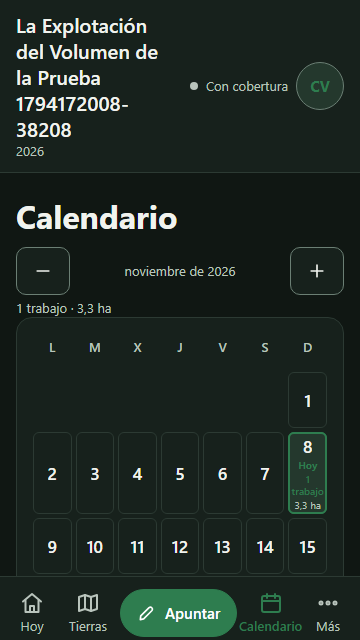 La Explotación
del Volumen de
la Prueba
1794172008-
38208
2026
Con cobertura
CV
Calendario
− noviembre de 2026 +
1 trabajo · 3,3 ha
L M X J V S D
1
2 3 4 5 6 7 8
Hoy
1
trabajo
3,3 ha
9 10 11 12 13 14 15
Hoy Tierras Apuntar Calendario Más